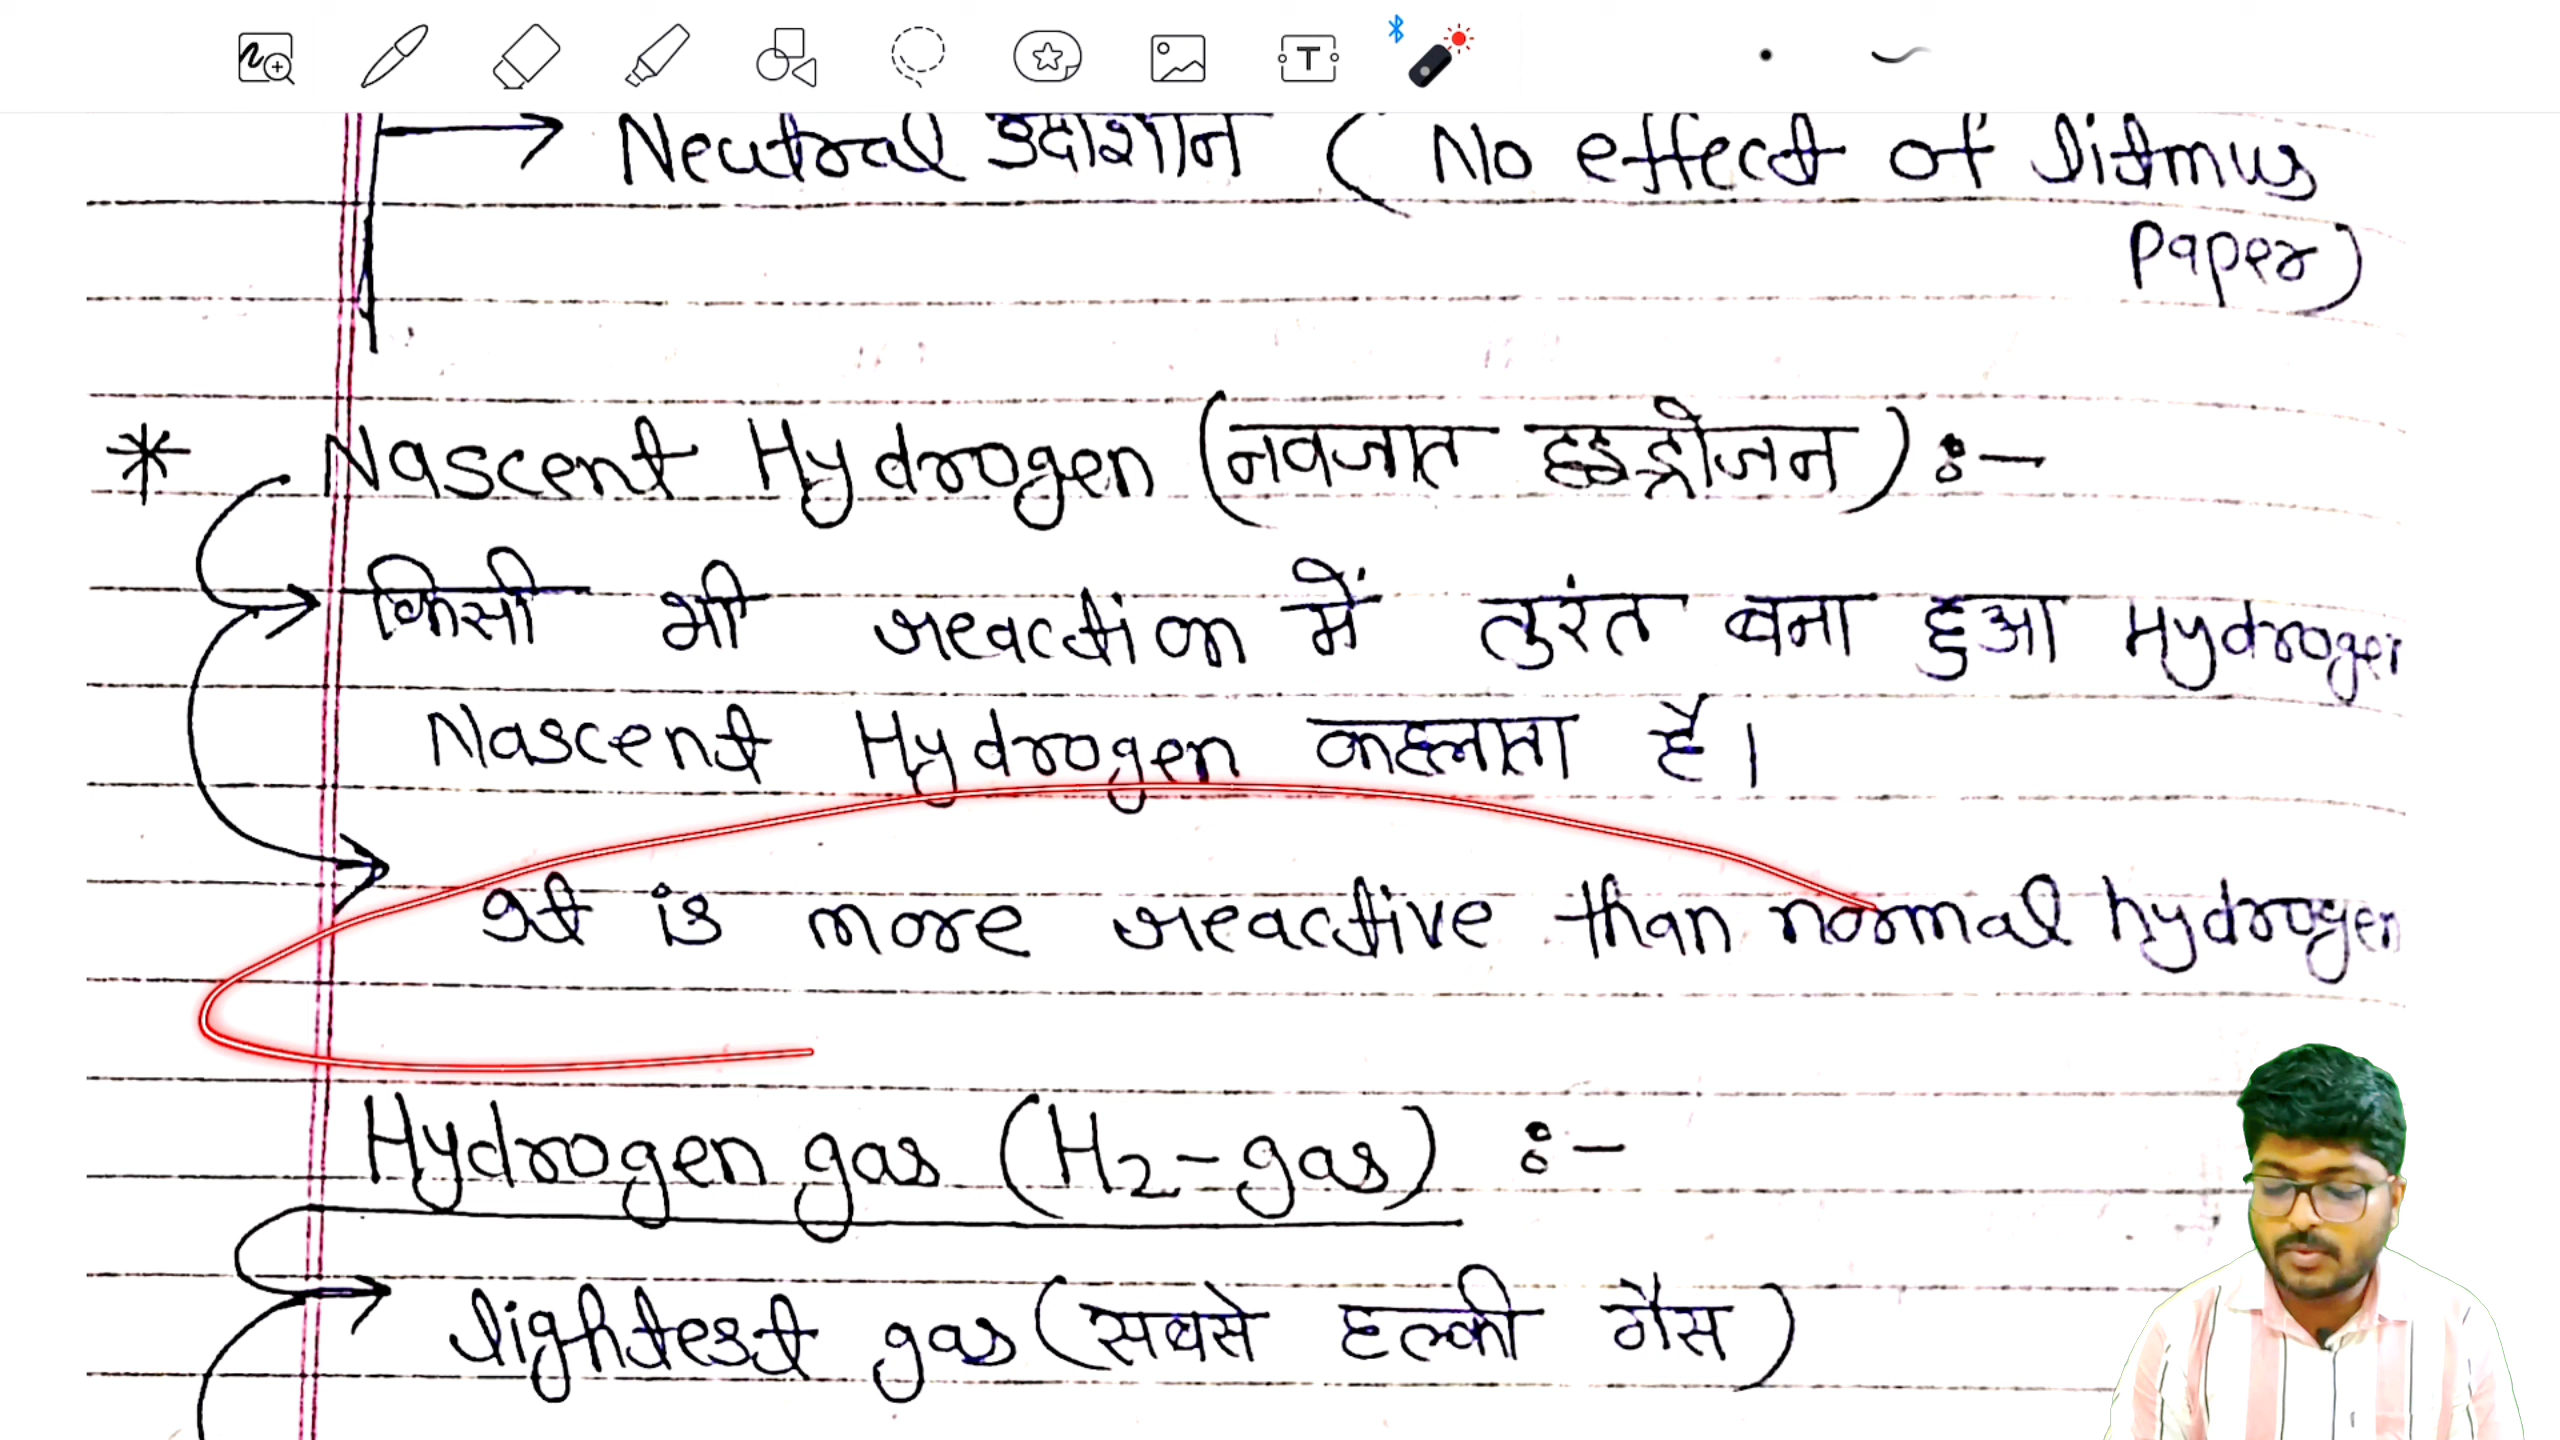 Neutral उदाशीन ( No effect of litmus
paper)
* Nascent Hydrogen (नवजात हइड्रोजन) :-
किसी भी reaction में तुरंत बना हुआ Hydrogen
Nascent Hydrogen कहलाता है।
It is more reactive than normal hydrogen
Hydrogen gas (H2-gas) :-
lightest gas (सबसे हल्की गैस)